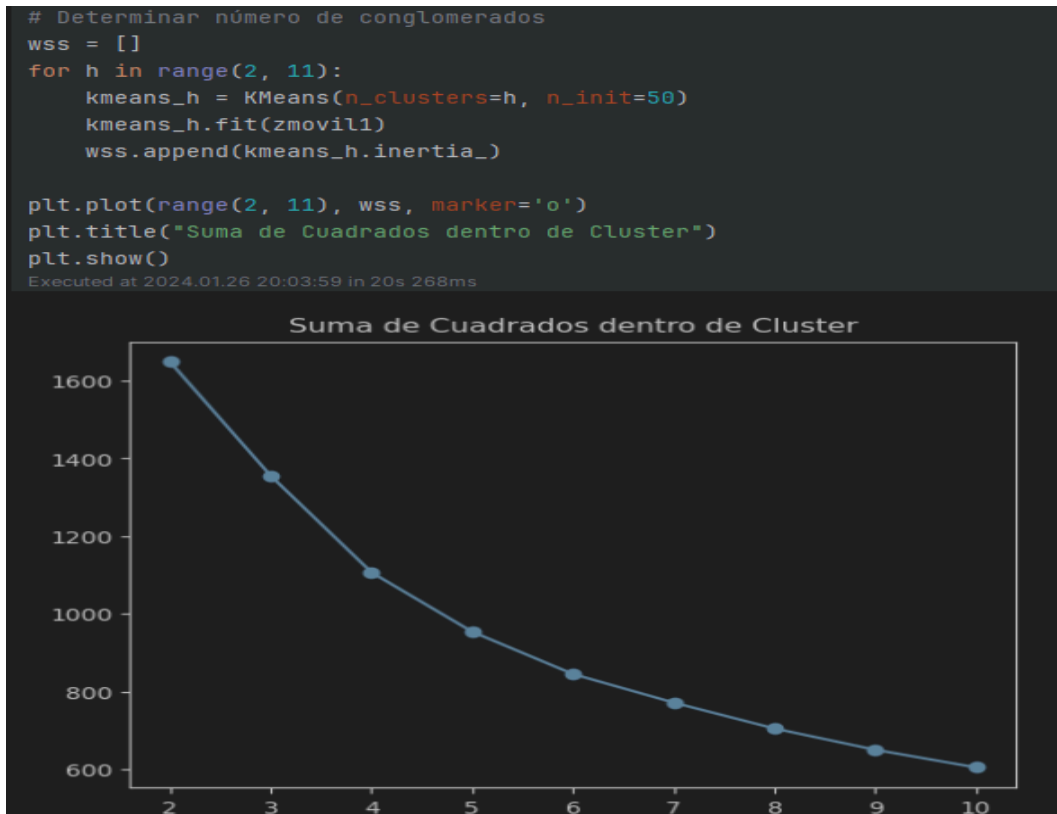 # Determinar número de conglomerados
wss = []
for h in range(2, 11):
    kmeans_h = KMeans(n_clusters=h, n_init=50)
    kmeans_h.fit(zmovil1)
    wss.append(kmeans_h.inertia_)
plt.plot(range(2, 11), wss, marker='o')
plt.title("Suma de Cuadrados dentro de Cluster")
plt.show()
Executed at 2024.01.26 20:03:59 in 20s 268ms
Suma de Cuadrados dentro de Cluster
1600
1400
1200
1000
800
600
2 3 4 5 6 7 8 9 10